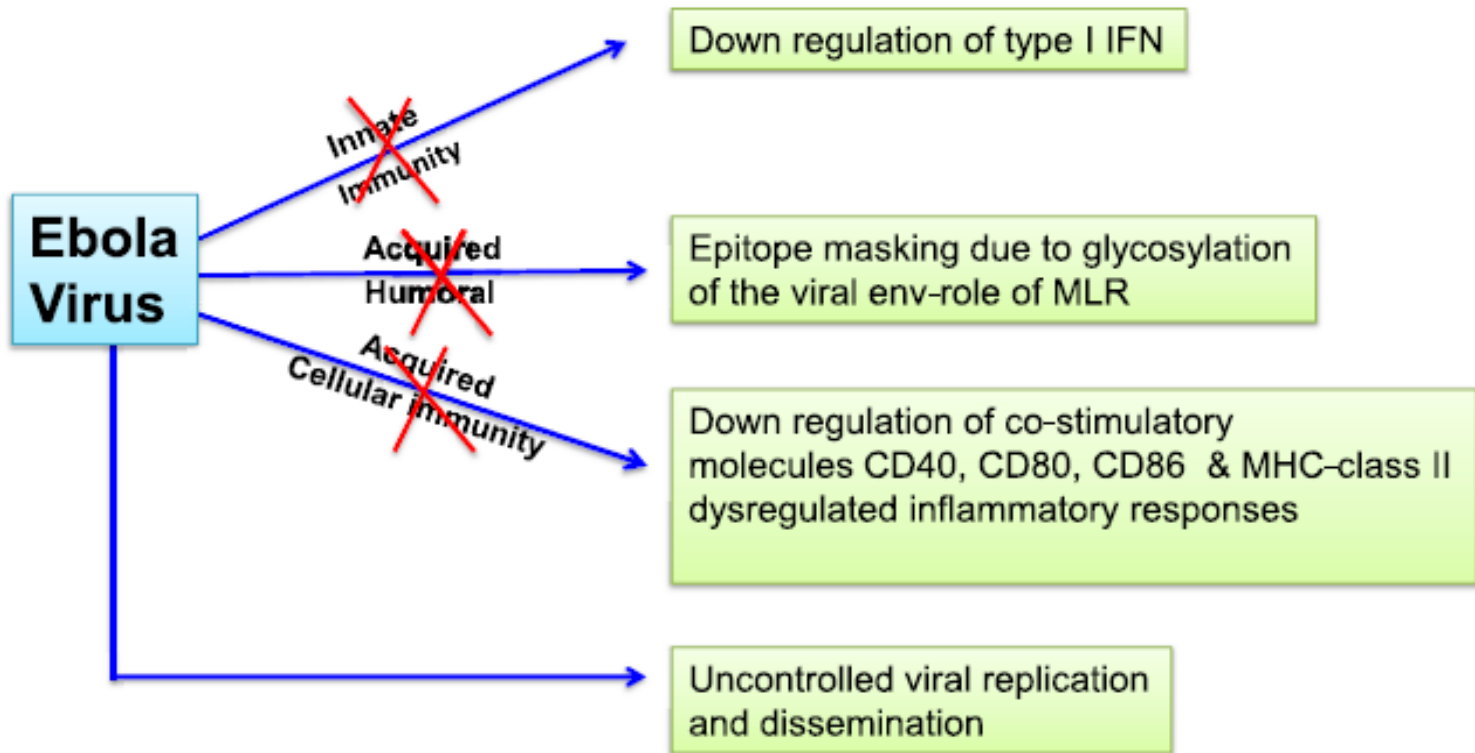 Down regulation of type I IFN
Innate
Immunity
Ebola
Virus
Acquired
Humoral
Epitope masking due to glycosylation
of the viral env-role of MLR
Acquired
Cellular immunity
Down regulation of co-stimulatory
molecules CD40, CD80, CD86 & MHC-class II
dysregulated inflammatory responses
Uncontrolled viral replication
and dissemination